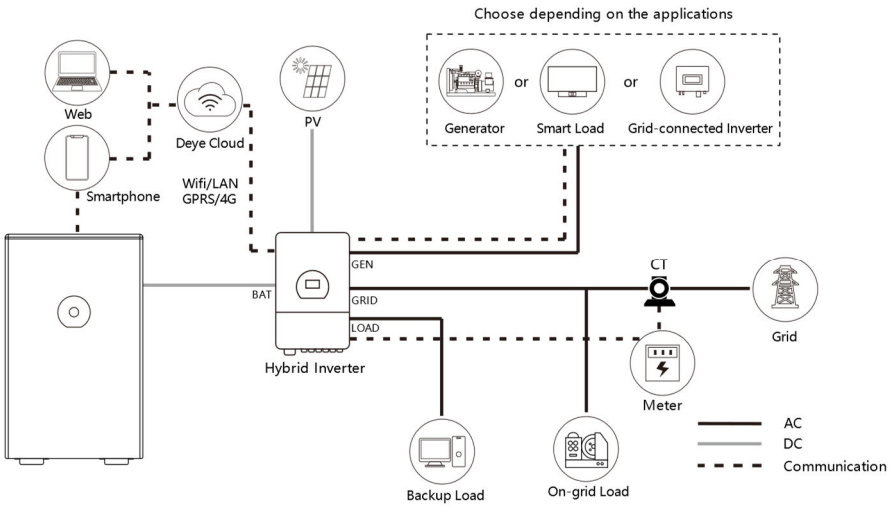 Choose depending on the applications
Generator
or
Smart Load
or
Grid-connected Inverter
Web
Deye Cloud
PV
Smartphone
Wifi/LAN
GPRS/4G
GEN
BAT
GRID
LOAD
Hybrid Inverter
CT
Grid
Meter
Backup Load
On-grid Load
AC
DC
Communication